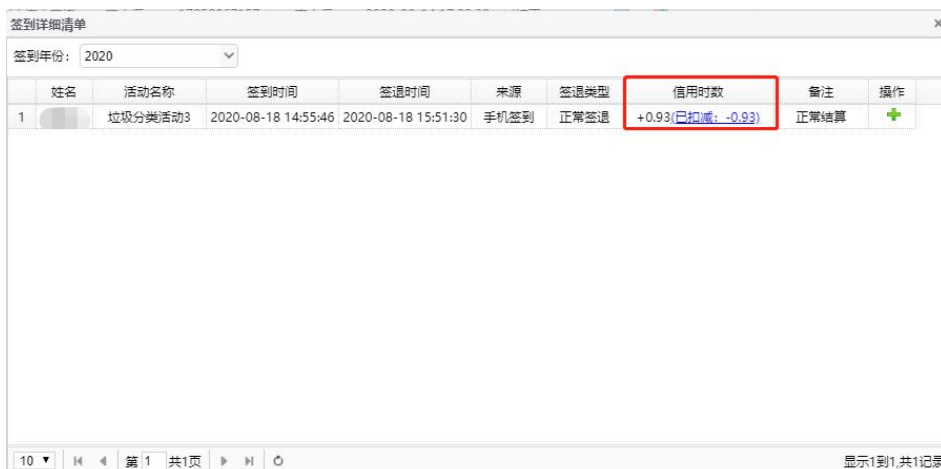 签到详细清单
签到年份： 2020
姓名 活动名称 签到时间 签退时间 来源 签退类型 信用时数 备注 操作
1 垃圾分类活动3 2020-08-18 14:55:46 2020-08-18 15:51:30 手机签到 正常签退 +0.93(已扣减：-0.93) 正常结算
10 第 1 共1页 显示1到1,共1记录